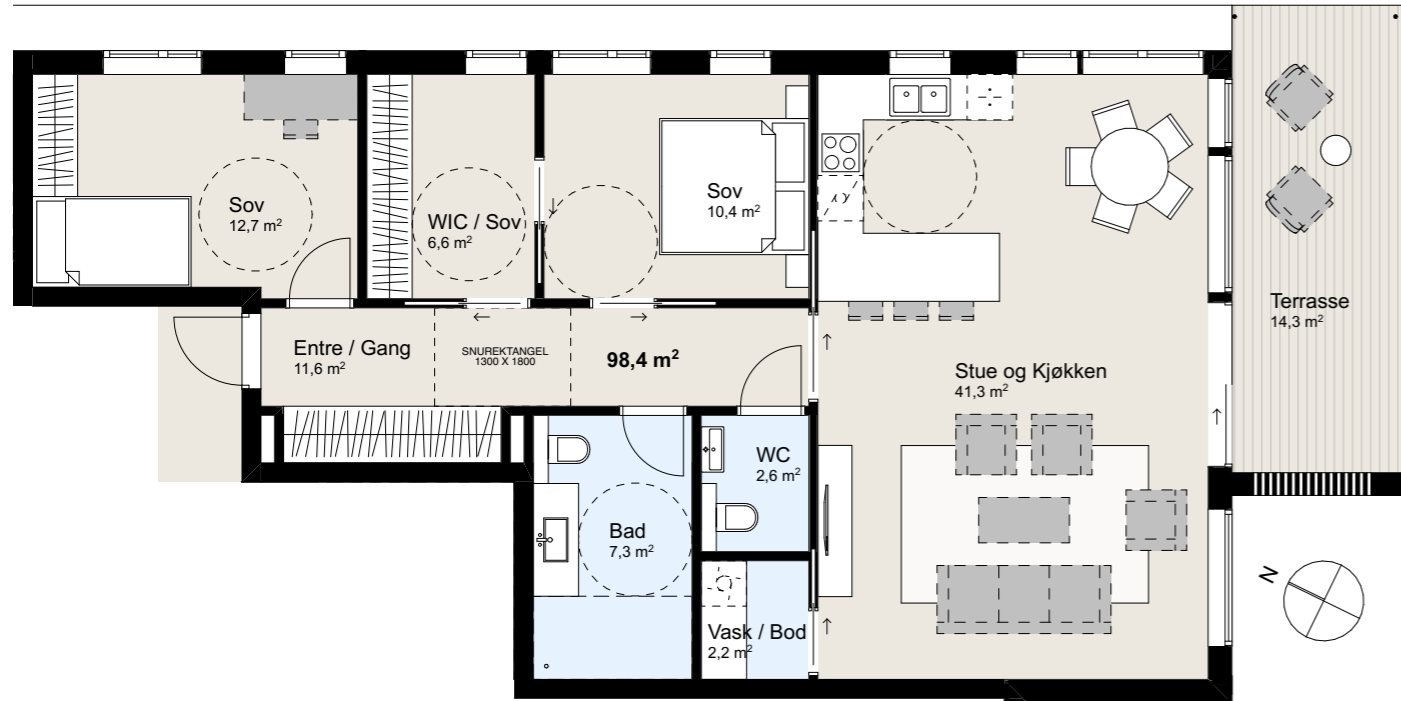 Sov
12,7 m²
WIC / Sov
6,6 m²
Sov
10,4 m²
Terrasse
14,3 m²
Entre / Gang
11,6 m²
SNUREKTANGEL
1300 X 1800
98,4 m²
Stue og Kjøkken
41,3 m²
WC
2,6 m²
Bad
7,3 m²
Vask / Bod
2,2 m²
N